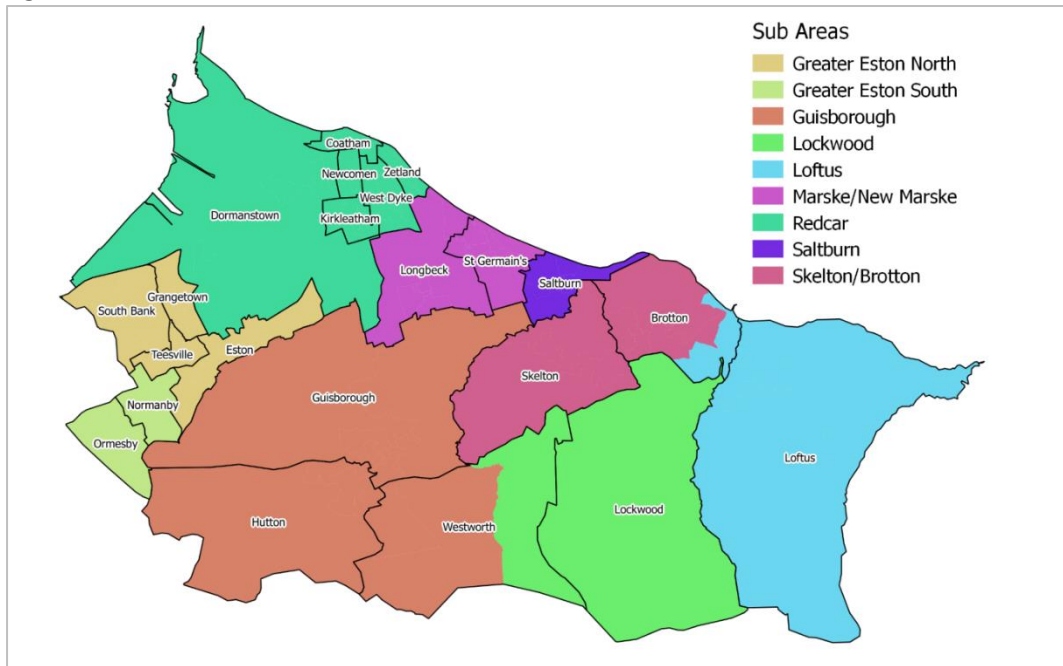 Sub Areas
Greater Eston North
Greater Eston South
Guisborough
Lockwood
Loftus
Marske/New Marske
Redcar
Saltburn
Skelton/Brotton
Coatham
Newcomen
Zetland
West Dyke
Dormanstown
Kirkleatham
Longbeck
St Germain's
Saltburn
Grangetown
South Bank
Brotton
Teesville
Eston
Skelton
Guisborough
Normanby
Ormesby
Loftus
Lockwood
Hutton
Westworth